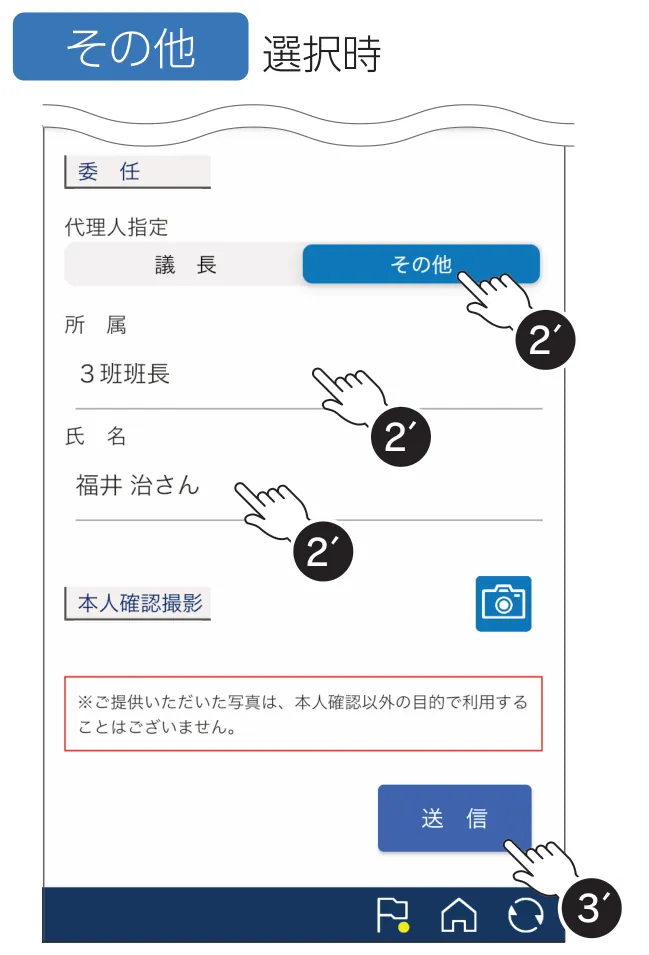 その他 選択時
委 任
代理人指定
議 長 その他
2′
所 属
３班班長
2′
氏 名
福井 治さん
2′
本人確認撮影
※ご提供いただいた写真は、本人確認以外の目的で利用する
ことはございません。
送 信
3′